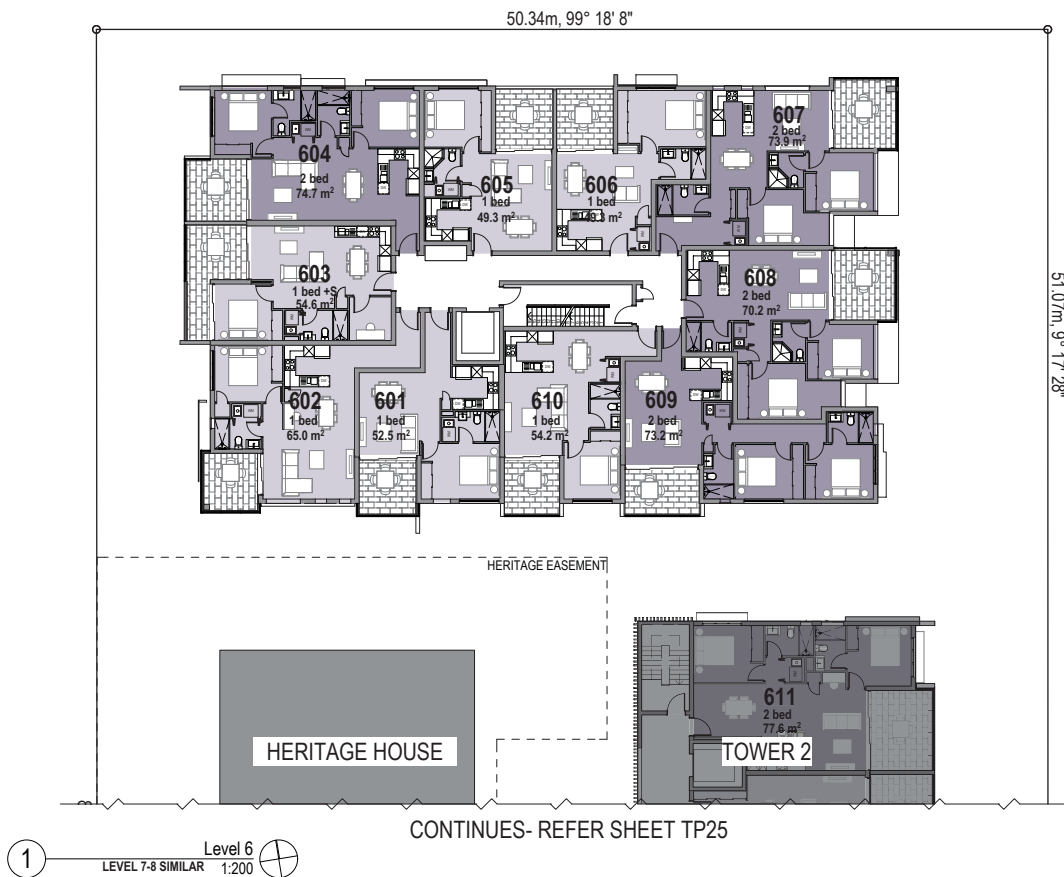 50.34m, 99° 18' 8"
604
2 bed
74.7 m²
605
1 bed
49.3 m²
606
1 bed
49.3 m²
607
2 bed
73.9 m²
603
1 bed +S
54.6 m²
608
2 bed
70.2 m²
51.07m, 9° 17' 28"
602
1 bed
65.0 m²
601
1 bed
52.5 m²
610
1 bed
54.2 m²
609
2 bed
73.2 m²
HERITAGE EASEMENT
611
2 bed
77.6 m²
HERITAGE HOUSE
TOWER 2
CONTINUES- REFER SHEET TP25
1
Level 6
LEVEL 7-8 SIMILAR 1:200